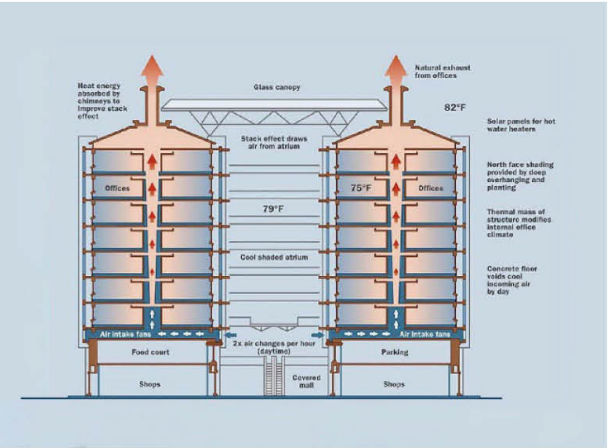 Natural exhaust
from offices
Heat energy
absorbed by
chimneys to
improve stack
effect
Glass canopy
82°F
Solar panels for hot
water heaters
Stack effect draws
air from atrium
North face shading
provided by deep
overhanging and
planting
Offices
75°F
Offices
79°F
Thermal mass of
structure modifies
internal office
climate
Cool shaded atrium
Concrete floor
voids cool
incoming air
by day
Air intake fans
Air intake fans
2x air changes per hour
(daytime)
Food court
Parking
Covered
mall
Shops
Shops